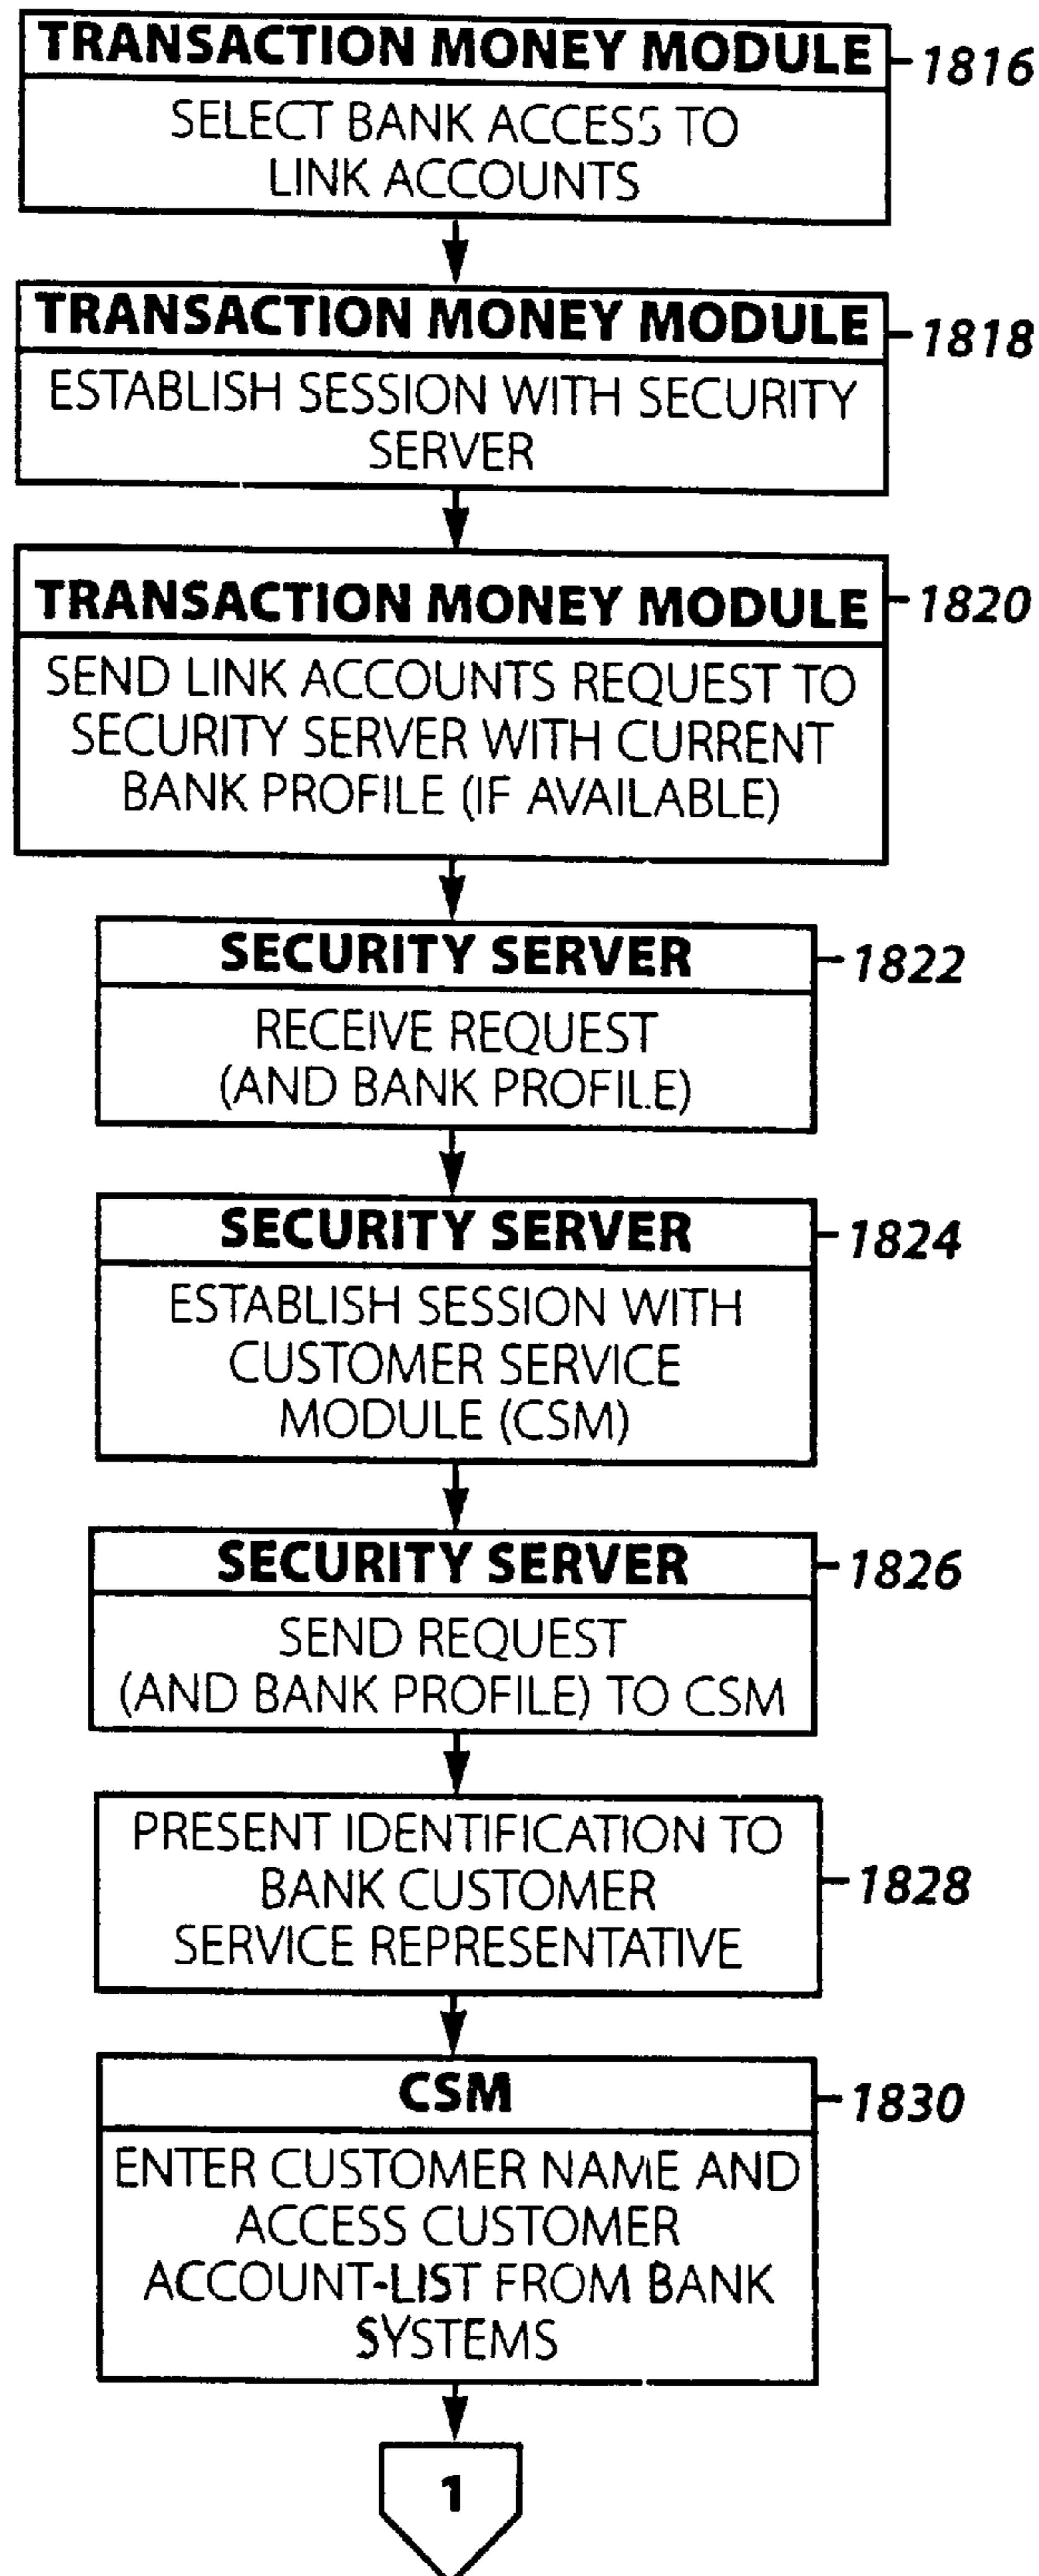 TRANSACTION MONEY MODULE
1816
SELECT BANK ACCESS TO
LINK ACCOUNTS
TRANSACTION MONEY MODULE
1818
ESTABLISH SESSION WITH SECURITY
SERVER
TRANSACTION MONEY MODULE
1820
SEND LINK ACCOUNTS REQUEST TO
SECURITY SERVER WITH CURRENT
BANK PROFILE (IF AVAILABLE)
SECURITY SERVER
1822
RECEIVE REQUEST
(AND BANK PROFILE)
SECURITY SERVER
1824
ESTABLISH SESSION WITH
CUSTOMER SERVICE
MODULE (CSM)
SECURITY SERVER
1826
SEND REQUEST
(AND BANK PROFILE) TO CSM
PRESENT IDENTIFICATION TO
BANK CUSTOMER
SERVICE REPRESENTATIVE
1828
CSM
1830
ENTER CUSTOMER NAME AND
ACCESS CUSTOMER
ACCOUNT-LIST FROM BANK
SYSTEMS
1